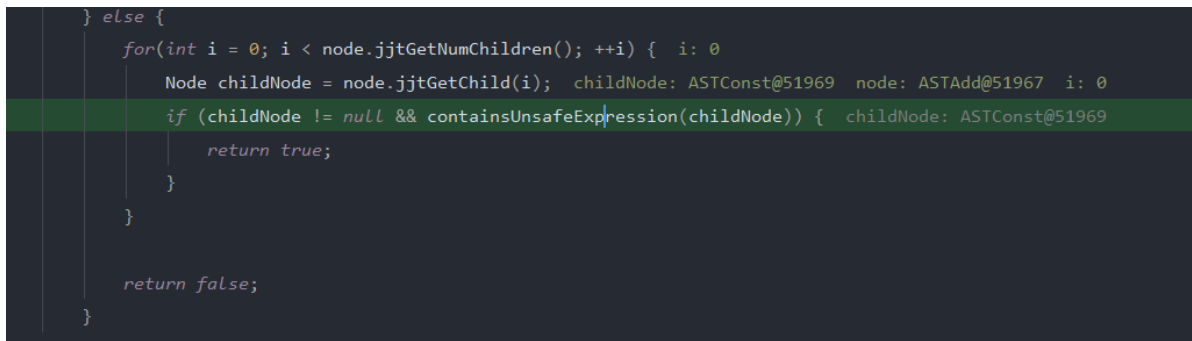 } else {
for(int i = 0; i < node.jjtGetNumChildren(); ++i) { i: 0
Node childNode = node.jjtGetChild(i); childNode: ASTConst@51969 node: ASTAdd@51967 i: 0
if (childNode != null && containsUnsafeExpression(childNode)) { childNode: ASTConst@51969
return true;
}
}
return false;
}